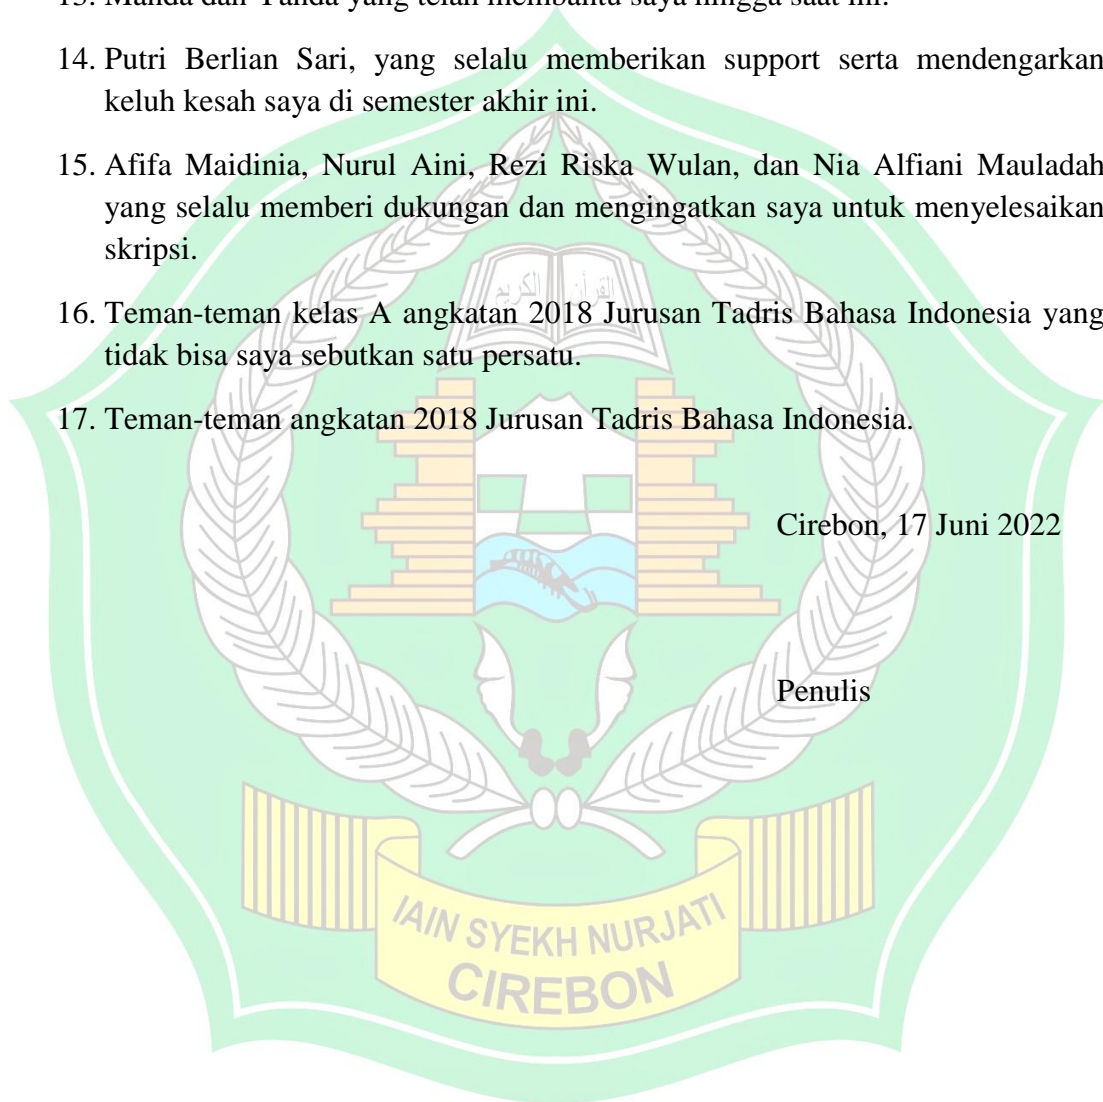 14. Putri Berlian Sari, yang selalu memberikan support serta mendengarkan
keluh kesah saya di semester akhir ini.
15. Afifa Maidinia, Nurul Aini, Rezi Riska Wulan, dan Nia Alfiani Mauladah
yang selalu memberi dukungan dan mengingatkan saya untuk menyelesaikan
skripsi.
القرأن الكريم
16. Teman-teman kelas A angkatan 2018 Jurusan Tadris Bahasa Indonesia yang
tidak bisa saya sebutkan satu persatu.
17. Teman-teman angkatan 2018 Jurusan Tadris Bahasa Indonesia.
Cirebon, 17 Juni 2022
Penulis
IAIN SYEKH NURJATI
CIREBON